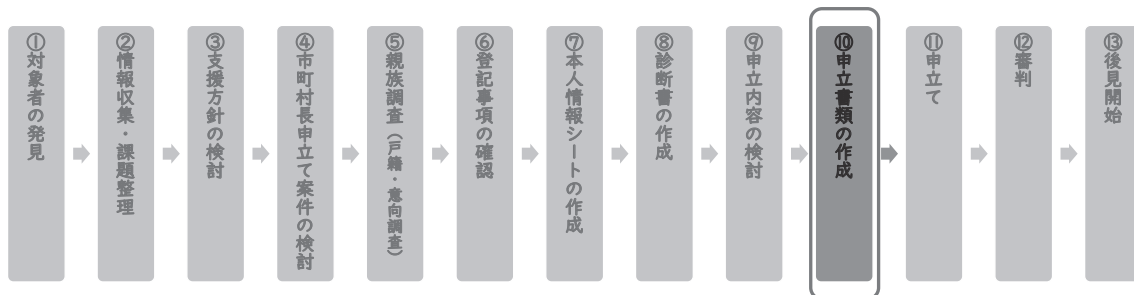 ①対象者の発見
②情報収集・課題整理
③支援方針の検討
④市町村長申立て案件の検討
⑤親族調査（戸籍・意向調査）
⑥登記事項の確認
⑦本人情報シートの作成
⑧診断書の作成
⑨申立内容の検討
⑩申立書類の作成
⑪申立て
⑫審判
⑬後見開始